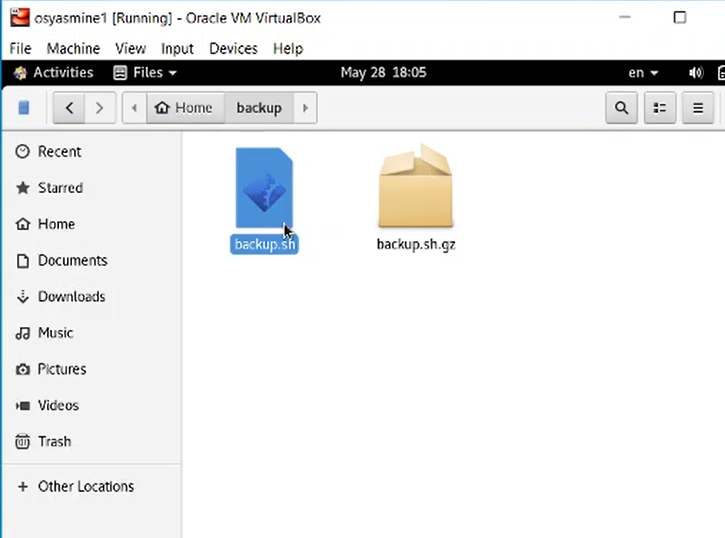 osyasmine1 [Running] - Oracle VM VirtualBox
File Machine View Input Devices Help
Activities Files May 28 18:05 en
Home backup
Recent
Starred
Home
Documents
Downloads
Music
Pictures
Videos
Trash
Other Locations
backup.sh backup.sh.gz